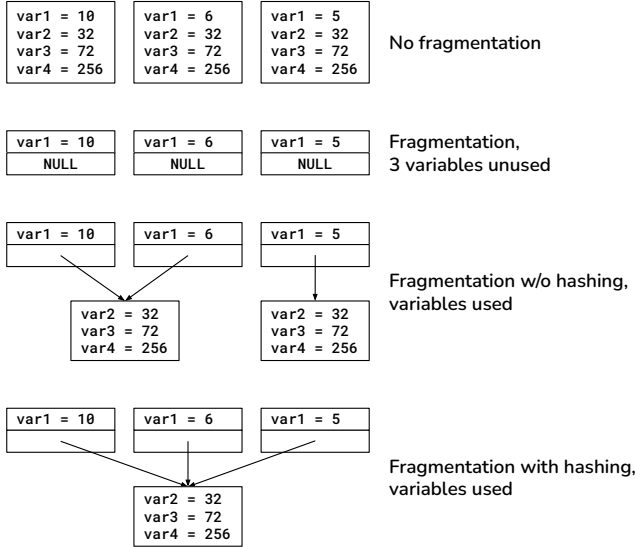 var1 = 10
var2 = 32
var3 = 72
var4 = 256
var1 = 6
var2 = 32
var3 = 72
var4 = 256
var1 = 5
var2 = 32
var3 = 72
var4 = 256
No fragmentation
var1 = 10
NULL
var1 = 6
NULL
var1 = 5
NULL
Fragmentation,
3 variables unused
var1 = 10
var1 = 6
var1 = 5
var2 = 32
var3 = 72
var4 = 256
var2 = 32
var3 = 72
var4 = 256
Fragmentation w/o hashing,
variables used
var1 = 10
var1 = 6
var1 = 5
var2 = 32
var3 = 72
var4 = 256
Fragmentation with hashing,
variables used